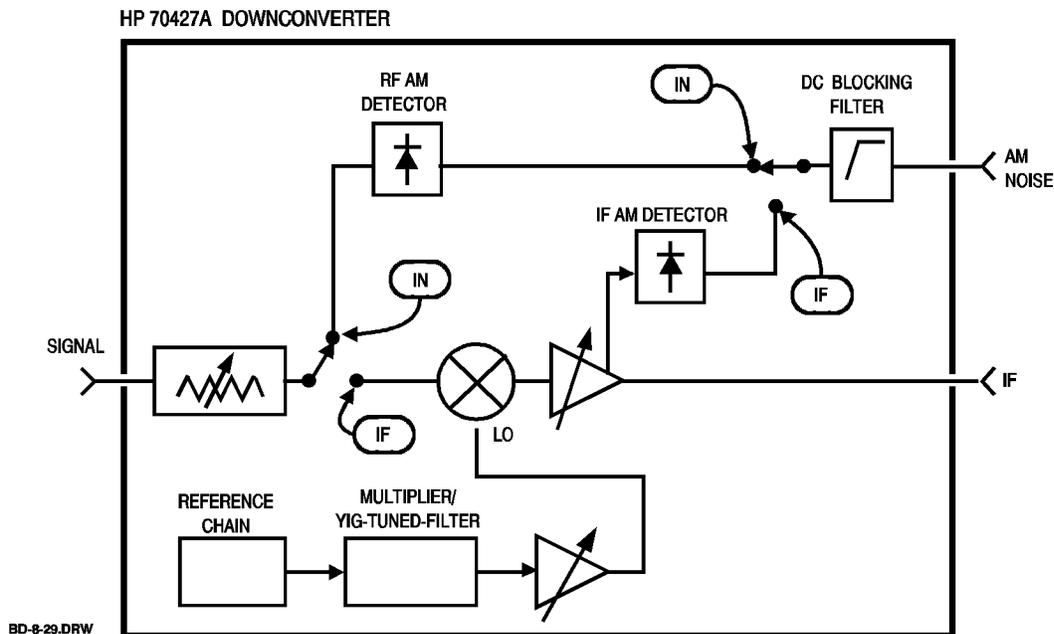 HP 70427A DOWNCONVERTER
RF AM
DETECTOR
IN
DC BLOCKING
FILTER
AM
NOISE
IF AM DETECTOR
IN
IF
SIGNAL
IF
IF
LO
REFERENCE
CHAIN
MULTIPLIER/
YIG-TUNED-FILTER
BD-8-29.DRW